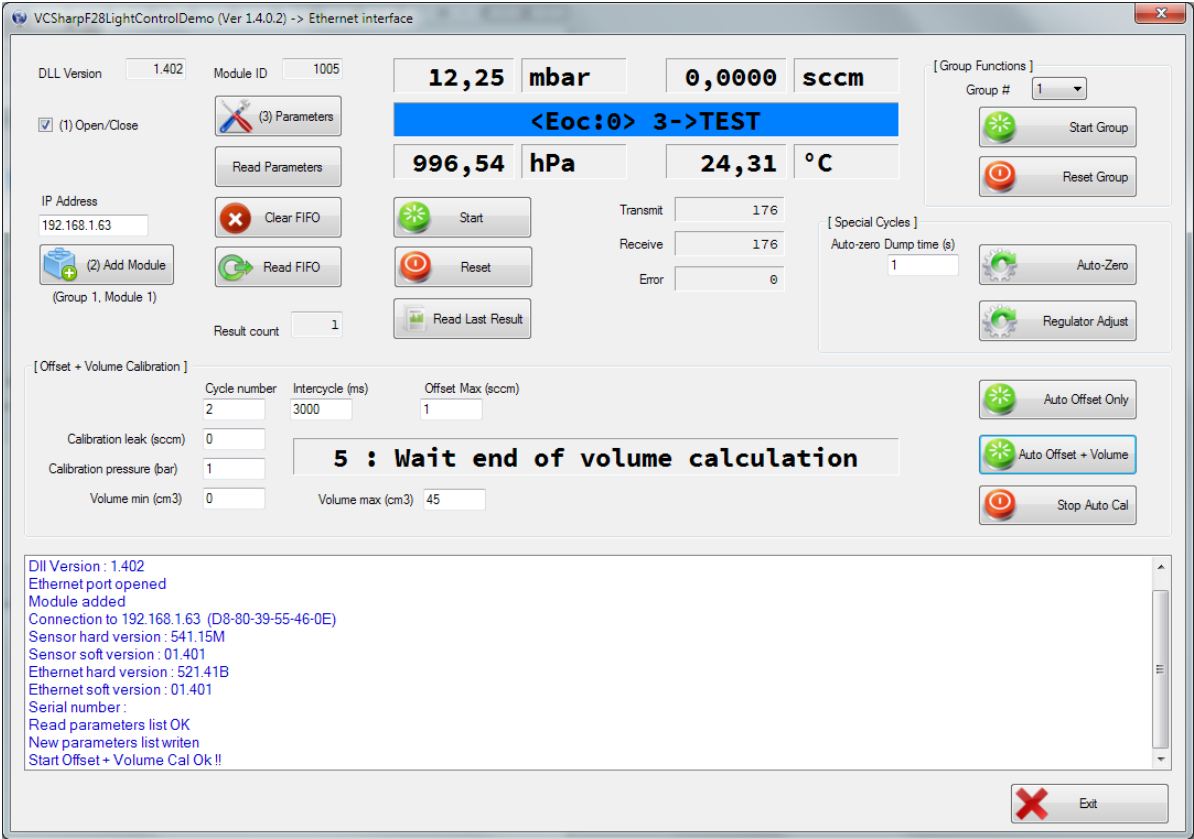 VCSharpF28LightControlDemo (Ver 1.4.0.2) -> Ethernet interface
DLL Version 1.402 Module ID 1005
12,25 mbar 0,0000 sccm
[ Group Functions ]
Group # 1
(1) Open/Close
(3) Parameters
<Eoc:0> 3->TEST
Start Group
Read Parameters
996,54 hPa 24,31 °C
Reset Group
IP Address
192.168.1.63
Clear FIFO
Start
Transmit 176
[ Special Cycles ]
Receive 176
Auto-zero Dump time (s)
1
(2) Add Module
Read FIFO
Reset
Error 0
Auto-Zero
(Group 1, Module 1)
Result count 1
Read Last Result
Regulator Adjust
[ Offset + Volume Calibration ]
Cycle number Intercycle (ms) Offset Max (sccm)
2 3000 1
Auto Offset Only
Calibration leak (sccm) 0
Calibration pressure (bar) 1
5 : Wait end of volume calculation
Auto Offset + Volume
Volume min (cm3) 0 Volume max (cm3) 45
Stop Auto Cal
Dll Version : 1.402
Ethernet port opened
Module added
Connection to 192.168.1.63 (D8-80-39-55-46-0E)
Sensor hard version : 541.15M
Sensor soft version : 01.401
Ethernet hard version : 521.41B
Ethernet soft version : 01.401
Serial number :
Read parameters list OK
New parameters list writen
Start Offset + Volume Cal Ok !!
Exit